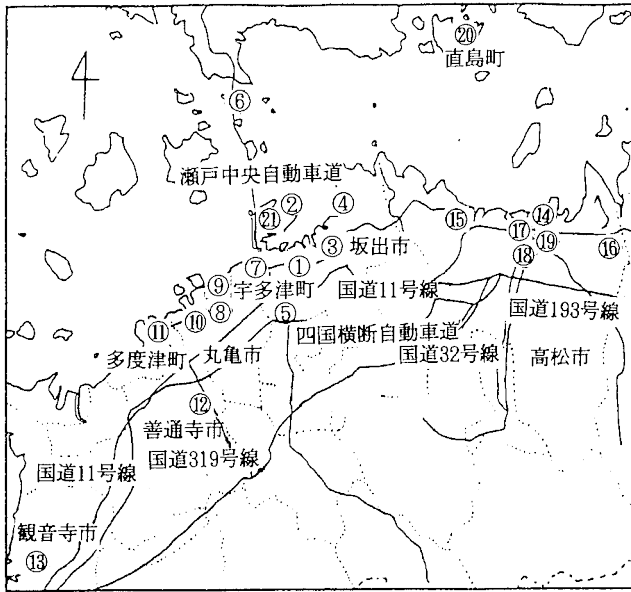 ⑳
直島町
⑥
瀬戸中央自動車道
② ④
㉑
⑮ ⑭
⑰
③ 坂出市
⑲ ⑯
⑱
⑦ ①
⑨ 宇多津町 国道11号線
国道193号線
⑪ ⑩ ⑧ ⑤
四国横断自動車道
多度津町 丸亀市 国道32号線 高松市
⑫
善通寺市
国道11号線 国道319号線
観音寺市
⑬